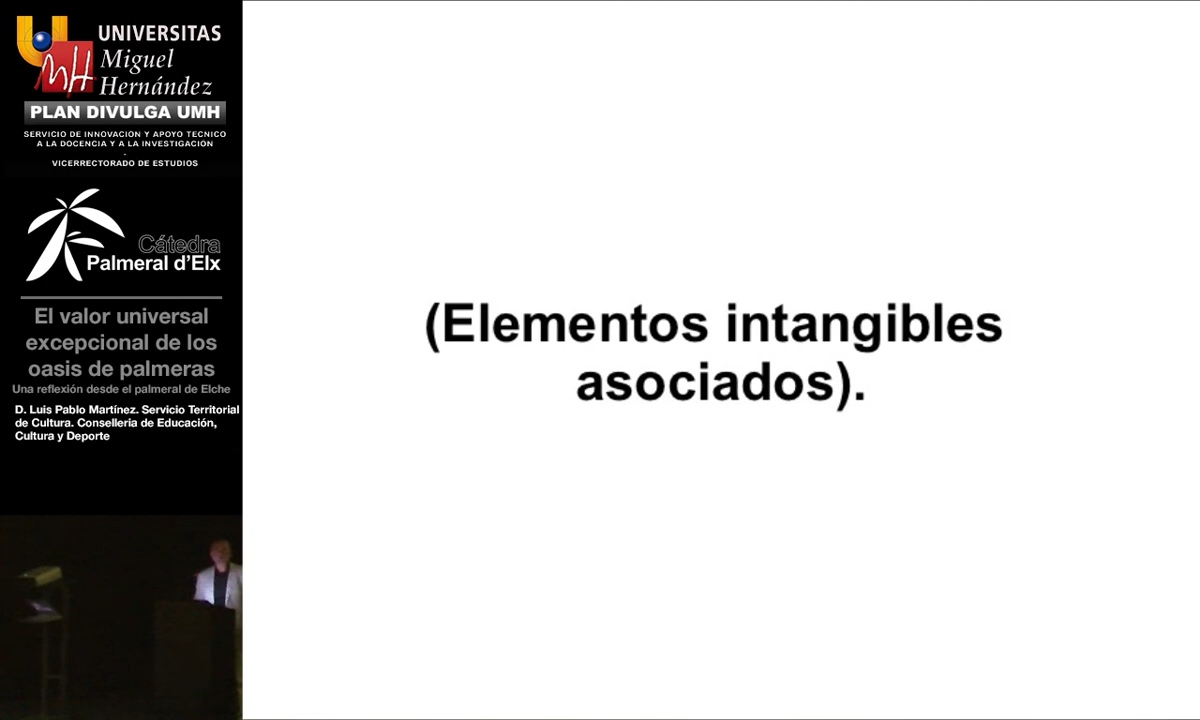 UNIVERSITAS
Miguel
Hernández
PLAN DIVULGA UMH
SERVICIO DE INNOVACION Y APOYO TECNICO
A LA DOCENCIA Y A LA INVESTIGACIÓN
VICERRECTORADO DE ESTUDIOS
Cátedra
Palmeral d'Elx
El valor universal
excepcional de los
oasis de palmeras
Una reflexión desde el palmeral de Elche
D. Luis Pablo Martínez. Servicio Territorial
de Cultura. Conselleria de Educación,
Cultura y Deporte
(Elementos intangibles
asociados).